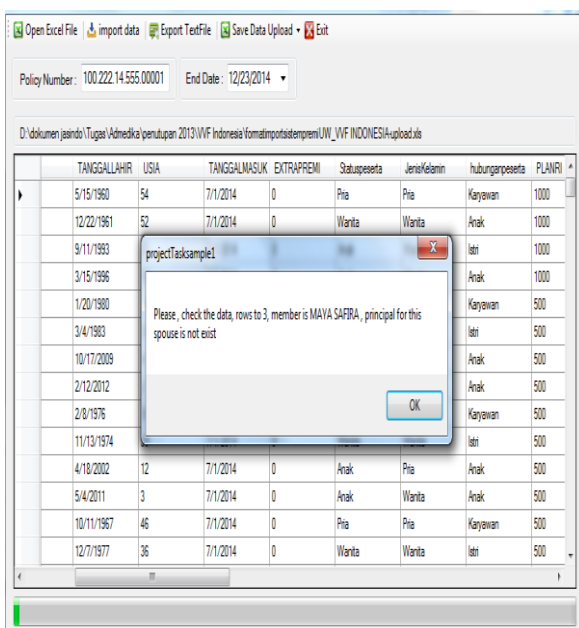 Open Excel File import data Export TextFile Save Data Upload Exit
Policy Number : 100.222.14.555.00001 End Date : 12/23/2014
D:\dokumen jasindo\Tugas\Admedika\penutupan 2013\VVF Indonesia\fomatimportsistempremiUW_VVF INDONESIA-upload.xls
TANGGALLAHIR USIA TANGGALMASUK EXTRAPREMI Statuspeserta JenisKelamin hubunganpeserta PLANRI
5/15/1960 54 7/1/2014 0 Pria Pria Karyawan 1000
12/22/1961 52 7/1/2014 0 Wanita Wanita Anak 1000
9/11/1993 Istri 1000
3/15/1996 Anak 1000
1/20/1980 Karyawan 500
3/4/1983 Istri 500
10/17/2009 Anak 500
2/12/2012 Anak 500
2/8/1976 Karyawan 500
11/13/1974 Istri 500
4/18/2002 12 7/1/2014 0 Anak Pria Anak 500
5/4/2011 3 7/1/2014 0 Anak Wanita Anak 500
10/11/1967 46 7/1/2014 0 Pria Pria Karyawan 500
12/7/1977 36 7/1/2014 0 Wanita Wanita Istri 500
projectTasksample1
Please , check the data, rows to 3, member is MAYA SAFIRA , principal for this
spouse is not exist
OK